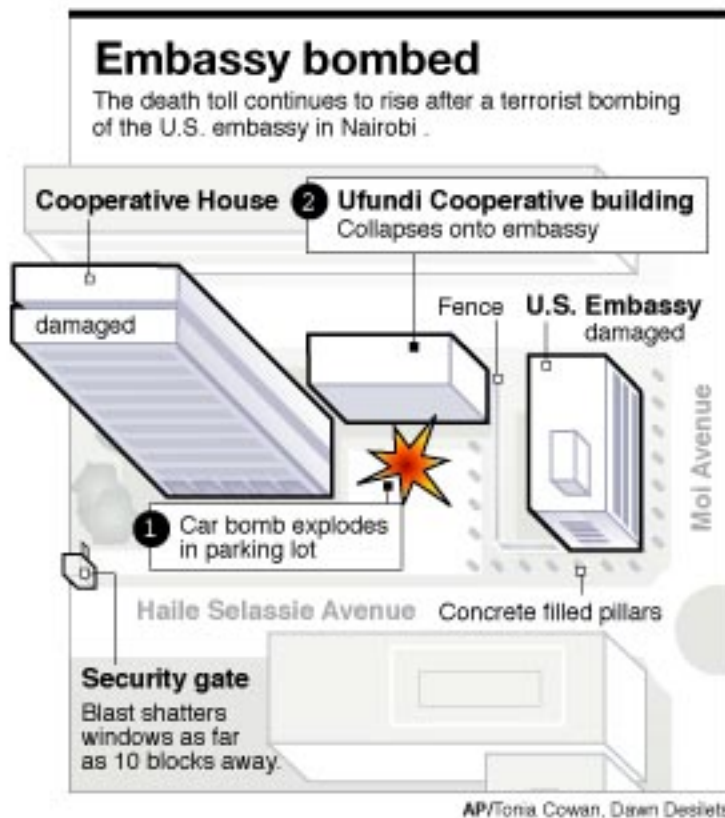 Embassy bombed
The death toll continues to rise after a terrorist bombing
of the U.S. embassy in Nairobi .
Cooperative House
2 Ufundi Cooperative building
Collapses onto embassy
damaged
Fence
U.S. Embassy
damaged
Moi Avenue
1 Car bomb explodes
in parking lot
Haile Selassie Avenue
Concrete filled pillars
Security gate
Blast shatters
windows as far
as 10 blocks away.
AP/Tonia Cowan, Dawn Desilets